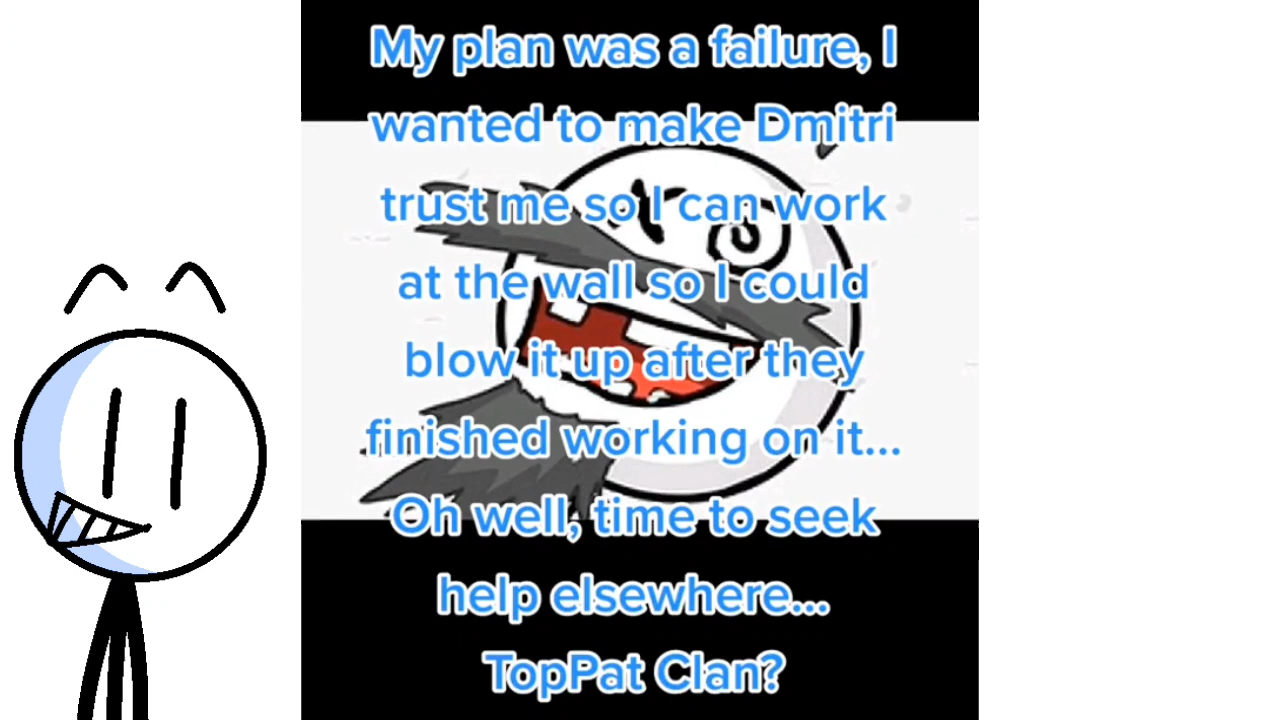 My plan was a failure, I
wanted to make Dmitri
trust me so I can work
at the wall so I could
blow it up after they
finished working on it...
Oh well, time to seek
help elsewhere...
TopPat Clan?